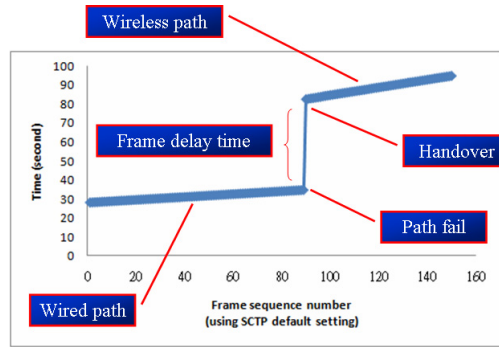 Wireless path
100
90
80
70
60
50
40
30
20
10
0
Time (second)
Frame delay time
Handover
Path fail
Wired path
0 20 40 60 80 100 120 140 160
Frame sequence number
(using SCTP default setting)